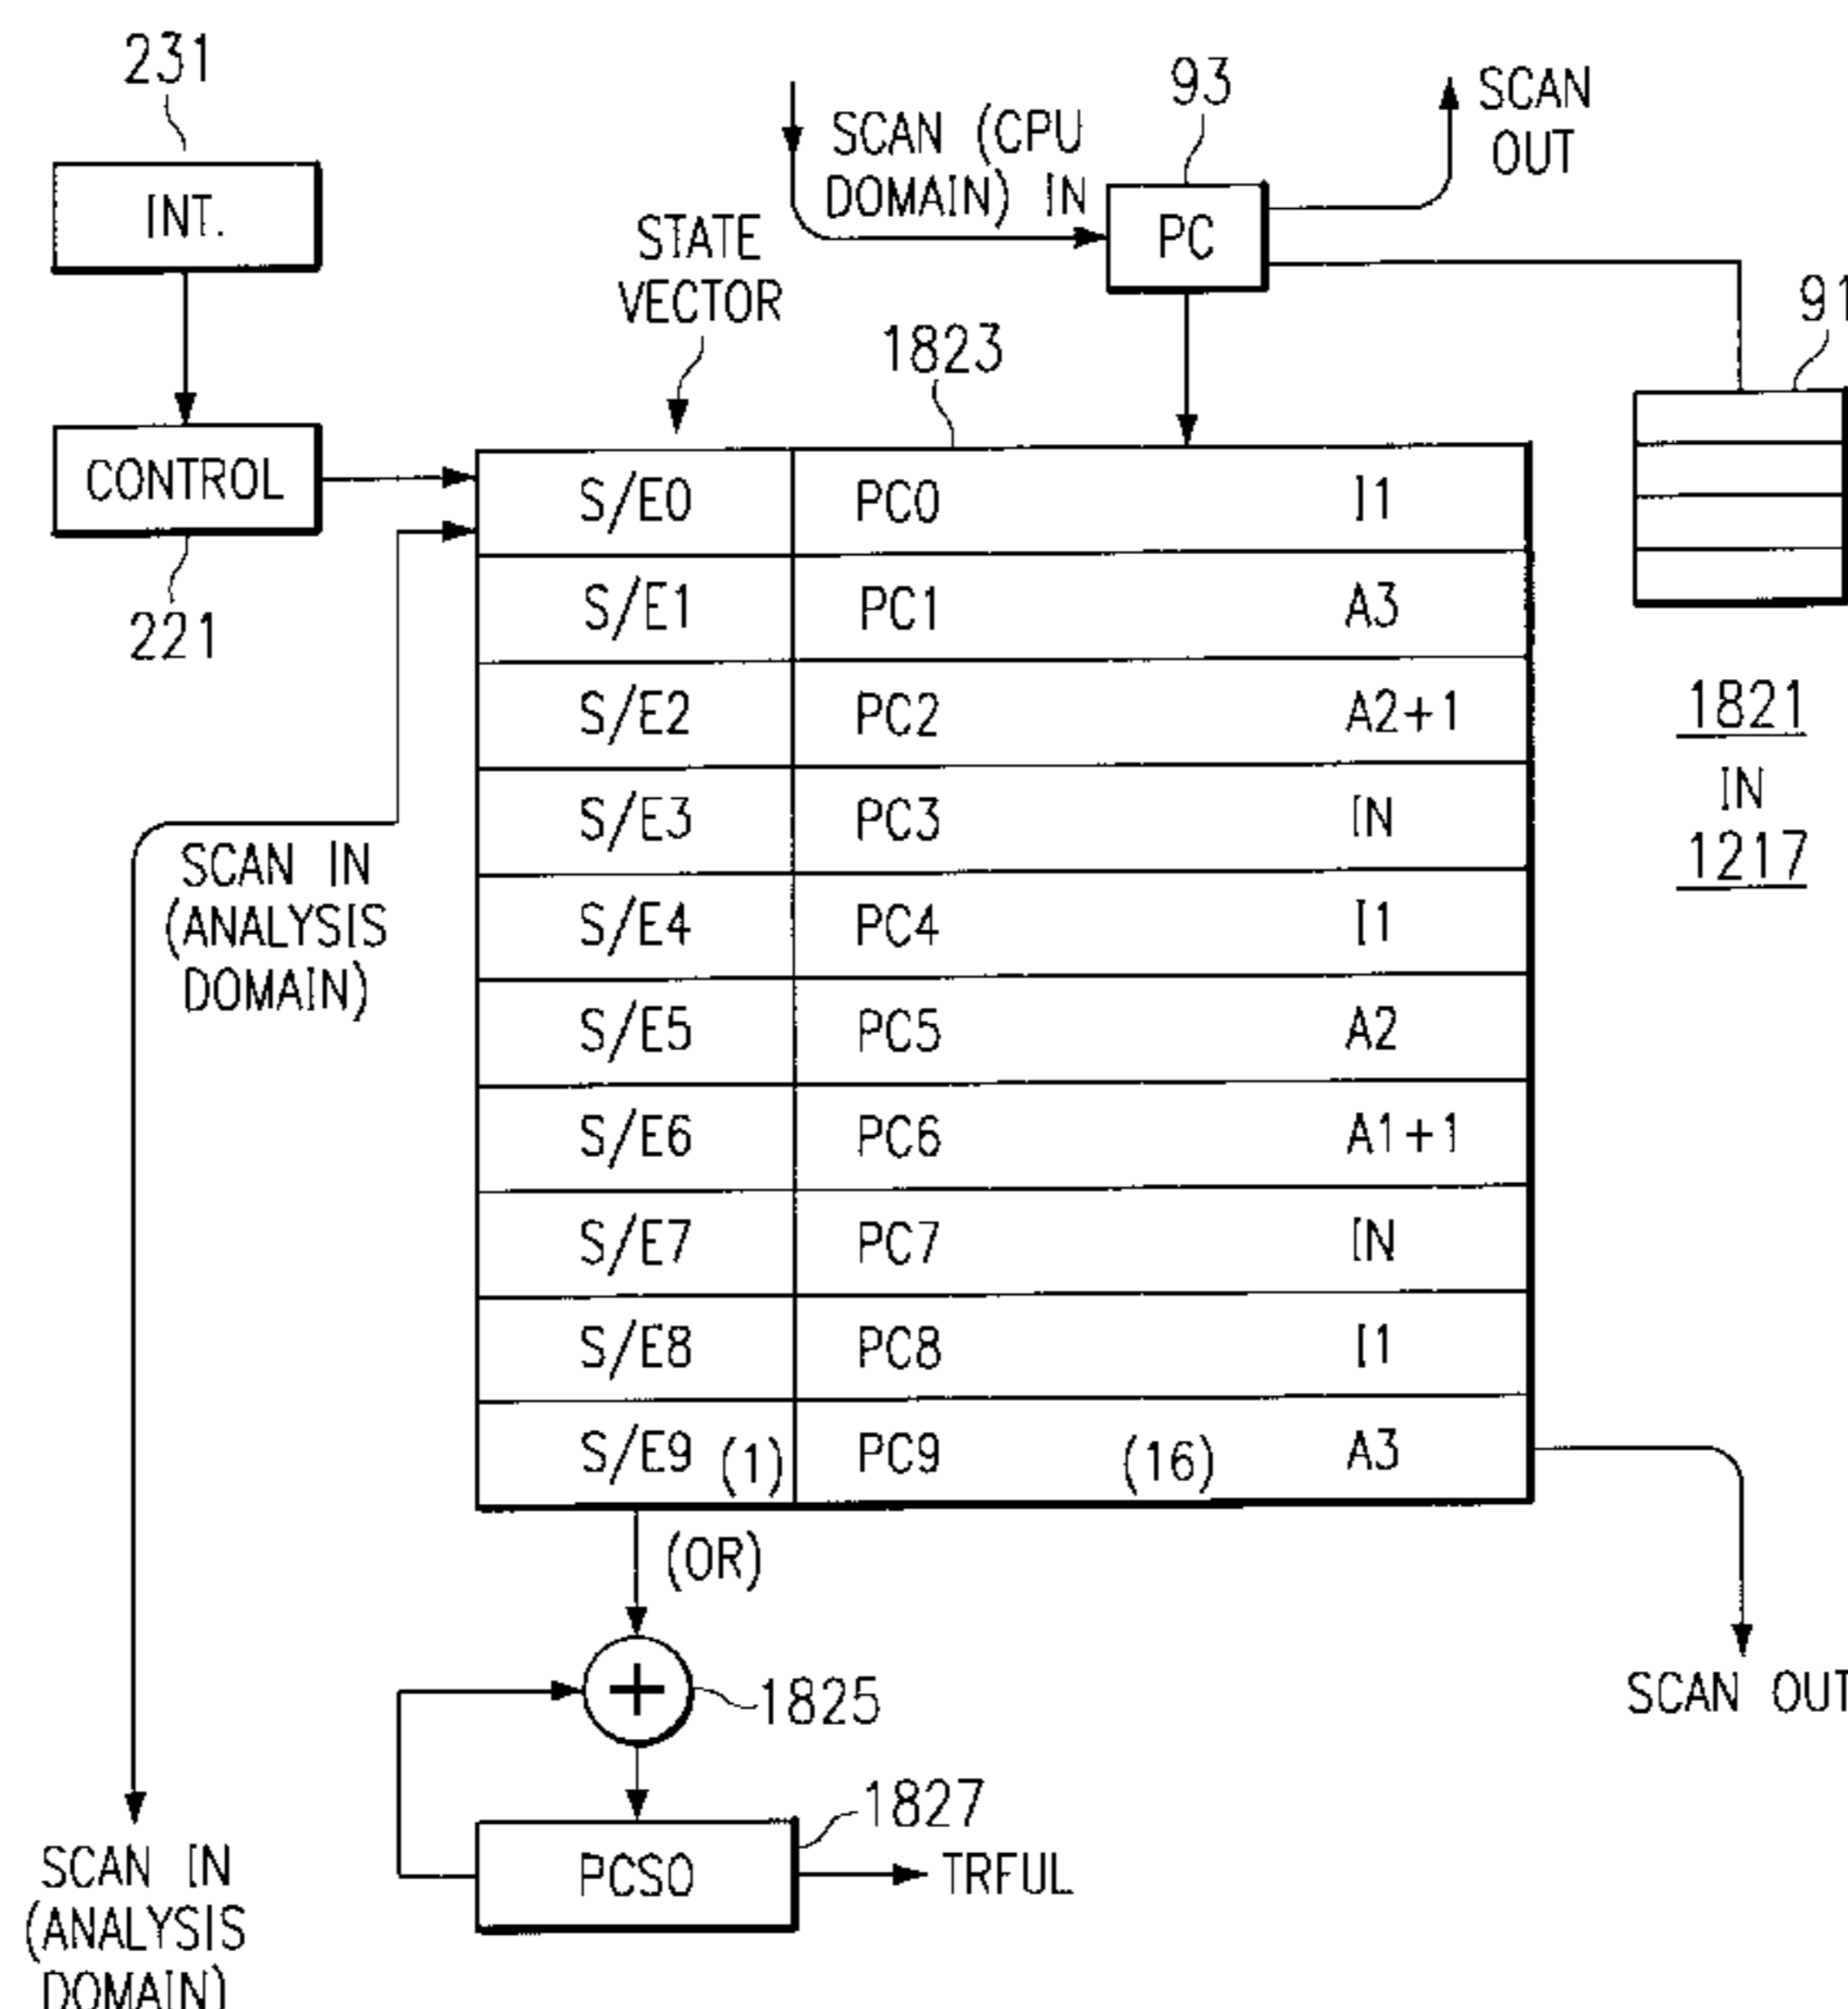 231
INT.
CONTROL
221
STATE
VECTOR
SCAN (CPU
DOMAIN) IN
93
PC
SCAN
OUT
91
1823
S/E0 PC0 I1
S/E1 PC1 A3
S/E2 PC2 A2+1
S/E3 PC3 IN
S/E4 PC4 I1
S/E5 PC5 A2
S/E6 PC6 A1+1
S/E7 PC7 IN
S/E8 PC8 I1
S/E9 (1) PC9 (16) A3
1821
IN
1217
SCAN IN
(ANALYSIS
DOMAIN)
(OR)
+
1825
SCAN OUT
1827
PCSO
TRFUL
SCAN IN
(ANALYSIS
DOMAIN)